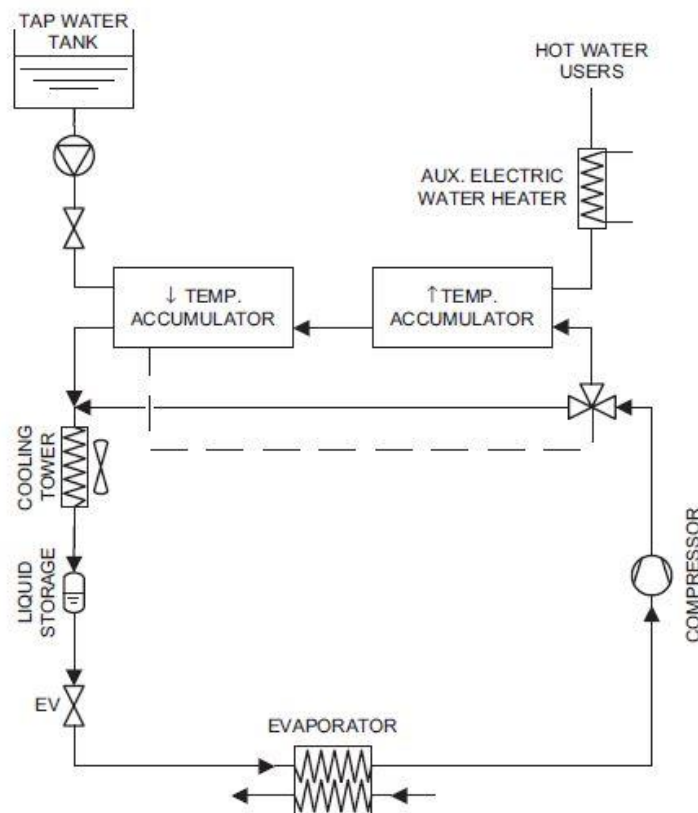 TAP WATER
TANK
HOT WATER
USERS
AUX. ELECTRIC
WATER HEATER
↓ TEMP.
ACCUMULATOR
↑ TEMP.
ACCUMULATOR
COOLING
TOWER
LIQUID
STORAGE
COMPRESSOR
EV
EVAPORATOR